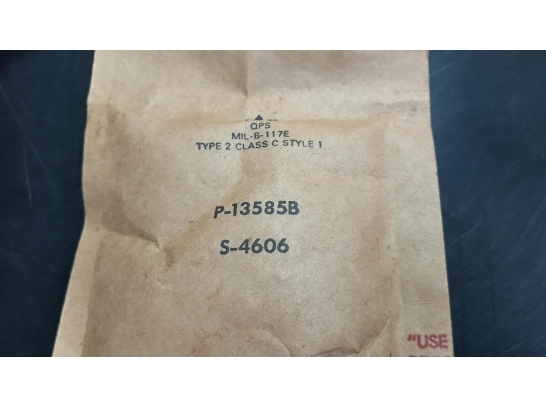 QPS
MIL-B-117E
TYPE 2 CLASS C STYLE 1
P-13585B
S-4606
"USE